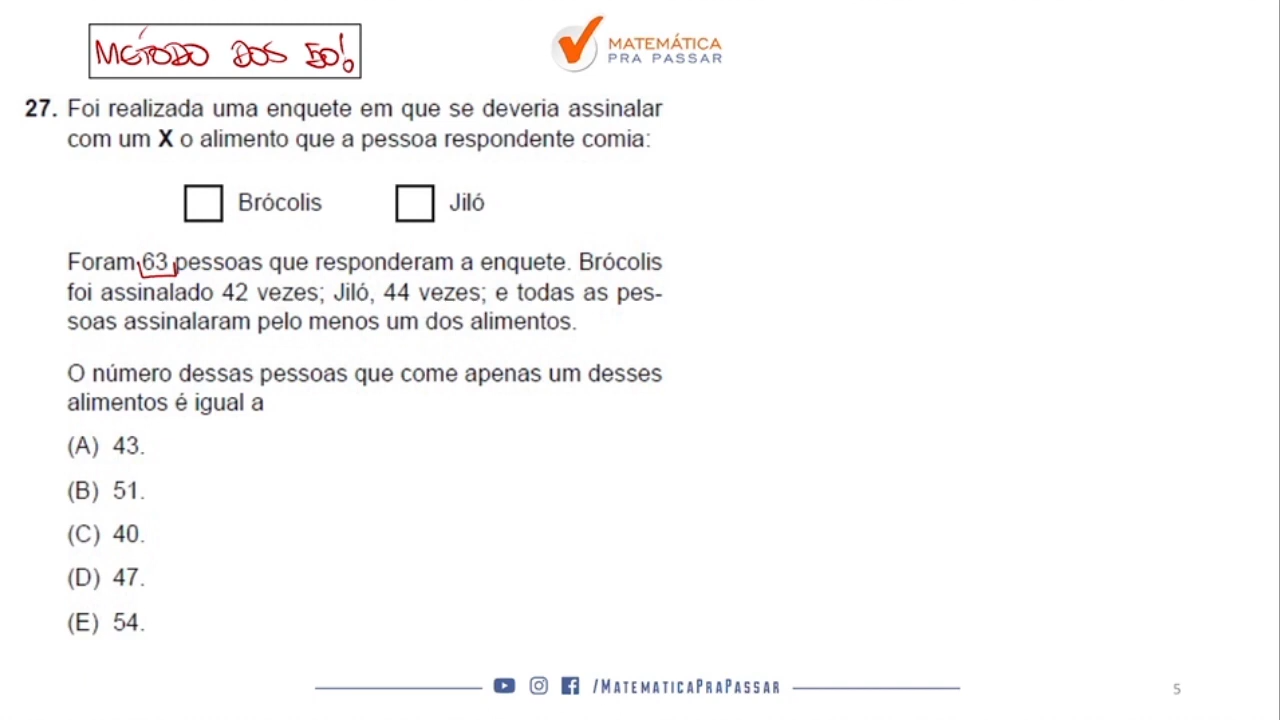 MÉTODO DOS 50!
MATEMÁTICA
PRA PASSAR
27. Foi realizada uma enquete em que se deveria assinalar
com um X o alimento que a pessoa respondente comia:
Brócolis Jiló
Foram 63 pessoas que responderam a enquete. Brócolis
foi assinalado 42 vezes; Jiló, 44 vezes; e todas as pes-
soas assinalaram pelo menos um dos alimentos.
O número dessas pessoas que come apenas um desses
alimentos é igual a
(A) 43.
(B) 51.
(C) 40.
(D) 47.
(E) 54.
/MATEMATICAPRAPASSAR
5